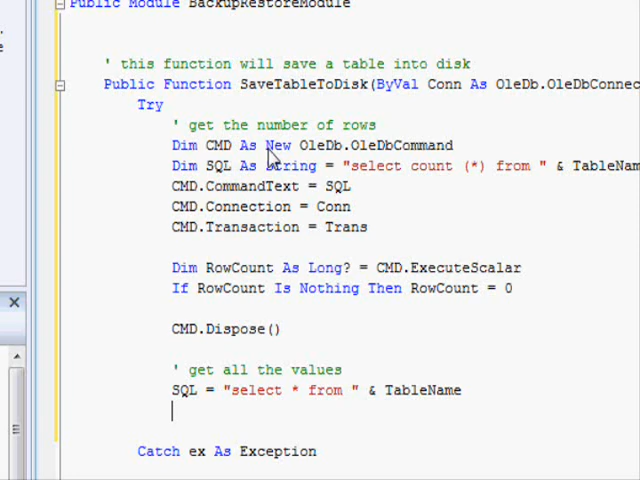 Public Module BackupRestoreModule
' this function will save a table into disk
Public Function SaveTableToDisk(ByVal Conn As OleDb.OleDbConnec
Try
' get the number of rows
Dim CMD As New OleDb.OleDbCommand
Dim SQL As String = "select count (*) from " & TableNam
CMD.CommandText = SQL
CMD.Connection = Conn
CMD.Transaction = Trans
Dim RowCount As Long? = CMD.ExecuteScalar
If RowCount Is Nothing Then RowCount = 0
CMD.Dispose()
' get all the values
SQL = "select * from " & TableName
Catch ex As Exception